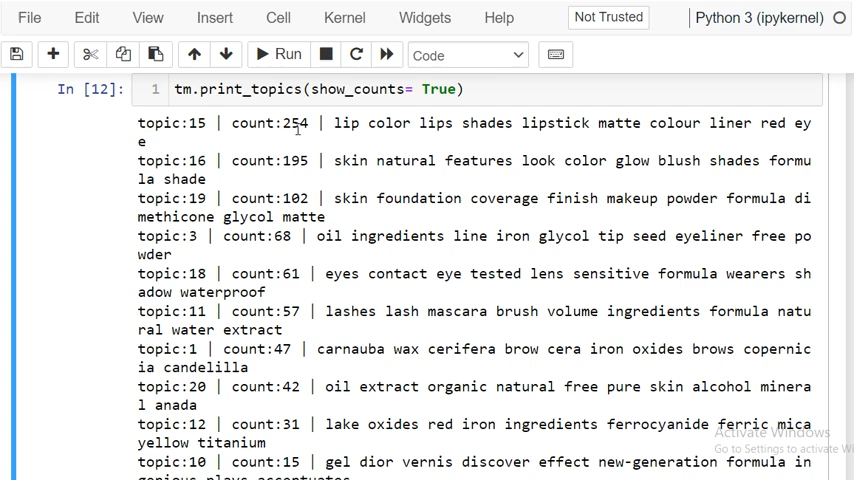 File Edit View Insert Cell Kernel Widgets Help Not Trusted Python 3 (ipykernel)
Run Code
In [12]: 1 tm.print_topics(show_counts= True)
topic:15 | count:254 | lip color lips shades lipstick matte colour liner red ey
e
topic:16 | count:195 | skin natural features look color glow blush shades formu
la shade
topic:19 | count:102 | skin foundation coverage finish makeup powder formula di
methicone glycol matte
topic:3 | count:68 | oil ingredients line iron glycol tip seed eyeliner free po
wder
topic:18 | count:61 | eyes contact eye tested lens sensitive formula wearers sh
adow waterproof
topic:11 | count:57 | lashes lash mascara brush volume ingredients formula natu
ral water extract
topic:1 | count:47 | carnauba wax cerifera brow cera iron oxides brows copernic
ia candelilla
topic:20 | count:42 | oil extract organic natural free pure skin alcohol minera
l anada
topic:12 | count:31 | lake oxides red iron ingredients ferrocyanide ferric mica
yellow titanium
Activate Windows
Go to Settings to activate Wi
topic:10 | count:15 | gel dior vernis discover effect new-generation formula in